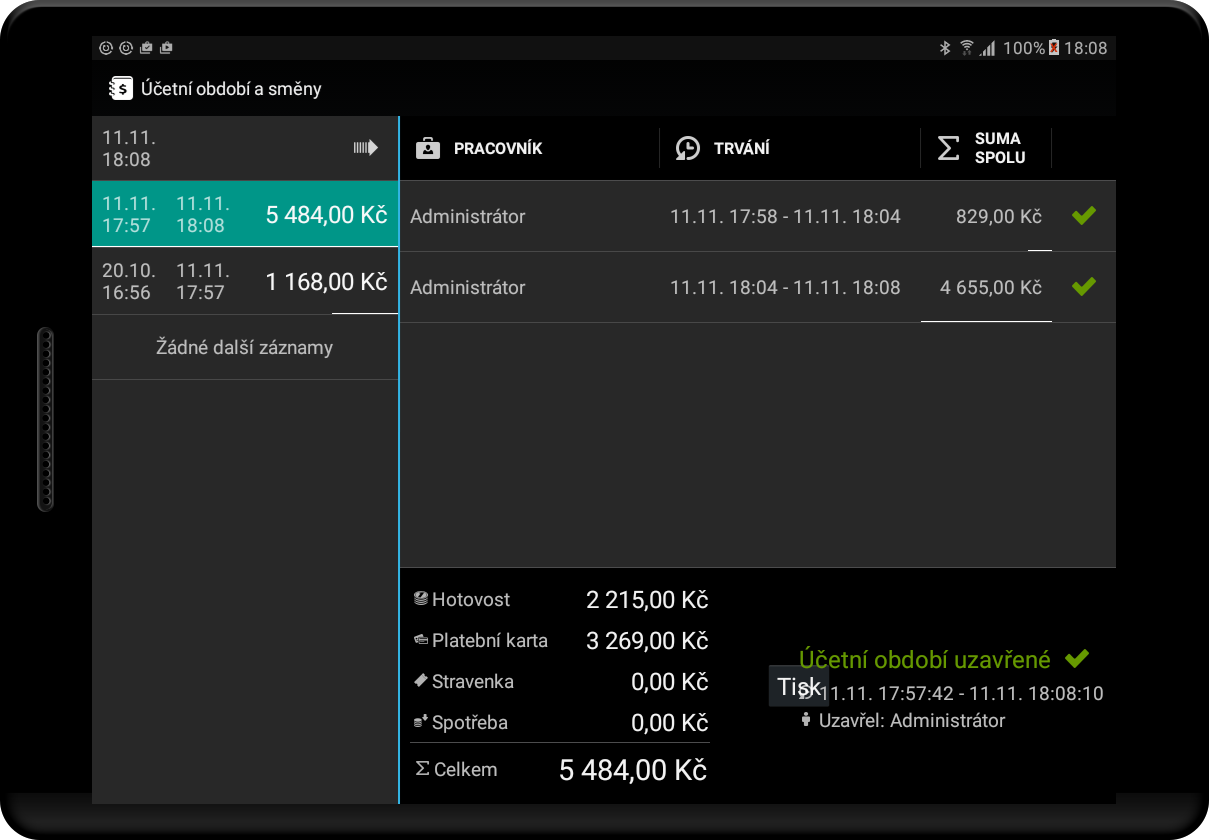 100% 18:08
Účetní období a směny
11.11.
18:08
11.11. 11.11.
17:57 18:08
5 484,00 Kč
20.10. 11.11.
16:56 17:57
1 168,00 Kč
Žádné další záznamy
PRACOVNÍK TRVÁNÍ SUMA
SPOLU
Administrátor 11.11. 17:58 - 11.11. 18:04 829,00 Kč
Administrátor 11.11. 18:04 - 11.11. 18:08 4 655,00 Kč
Hotovost 2 215,00 Kč
Platební karta 3 269,00 Kč
Stravenka 0,00 Kč
Spotřeba 0,00 Kč
Σ Celkem 5 484,00 Kč
Účetní období uzavřené
Tisk
11.11. 17:57:42 - 11.11. 18:08:10
Uzavřel: Administrátor